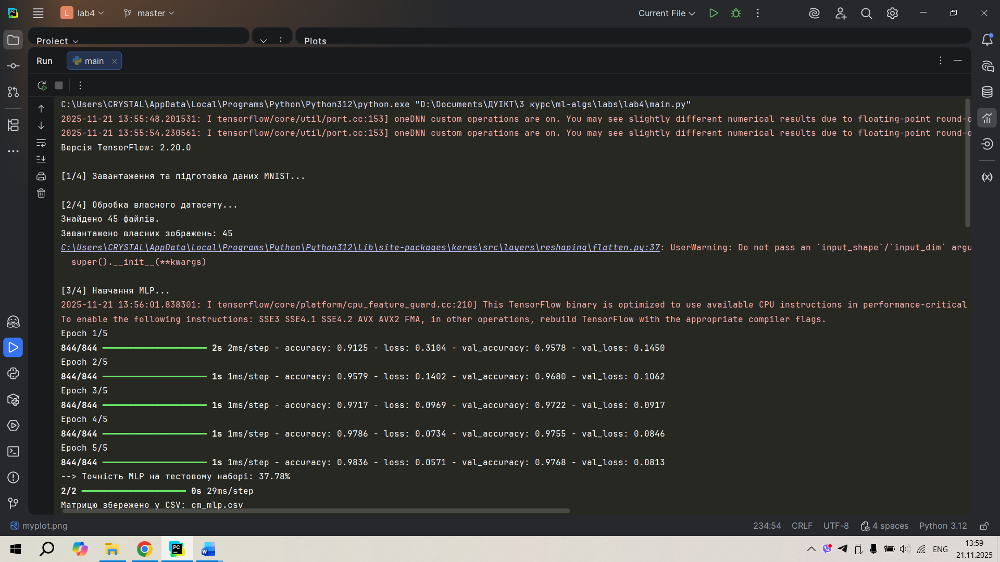 L lab4 master Current File
Project Plots
Run main
C:\Users\CRYSTAL\AppData\Local\Programs\Python\Python312\python.exe "D:\Documents\ДУІКТ\3 курс\ml-algs\labs\lab4\main.py"
2025-11-21 13:55:48.201531: I tensorflow/core/util/port.cc:153] oneDNN custom operations are on. You may see slightly different numerical results due to floating-point round-o
2025-11-21 13:55:54.230561: I tensorflow/core/util/port.cc:153] oneDNN custom operations are on. You may see slightly different numerical results due to floating-point round-o
Версія TensorFlow: 2.20.0
[1/4] Завантаження та підготовка даних MNIST...
[2/4] Обробка власного датасету...
Знайдено 45 файлів.
Завантажено власних зображень: 45
C:\Users\CRYSTAL\AppData\Local\Programs\Python\Python312\Lib\site-packages\keras\src\layers\reshaping\flatten.py:37: UserWarning: Do not pass an `input_shape`/`input_dim` argu
super().__init__(**kwargs)
[3/4] Навчання MLP...
2025-11-21 13:56:01.838301: I tensorflow/core/platform/cpu_feature_guard.cc:210] This TensorFlow binary is optimized to use available CPU instructions in performance-critical
To enable the following instructions: SSE3 SSE4.1 SSE4.2 AVX AVX2 FMA, in other operations, rebuild TensorFlow with the appropriate compiler flags.
Epoch 1/5
844/844 ━━━━━━━━━━━━━━━━━━━━ 2s 2ms/step - accuracy: 0.9125 - loss: 0.3104 - val_accuracy: 0.9578 - val_loss: 0.1450
Epoch 2/5
844/844 ━━━━━━━━━━━━━━━━━━━━ 1s 1ms/step - accuracy: 0.9579 - loss: 0.1402 - val_accuracy: 0.9680 - val_loss: 0.1062
Epoch 3/5
844/844 ━━━━━━━━━━━━━━━━━━━━ 1s 1ms/step - accuracy: 0.9717 - loss: 0.0969 - val_accuracy: 0.9722 - val_loss: 0.0917
Epoch 4/5
844/844 ━━━━━━━━━━━━━━━━━━━━ 1s 1ms/step - accuracy: 0.9786 - loss: 0.0734 - val_accuracy: 0.9755 - val_loss: 0.0846
Epoch 5/5
844/844 ━━━━━━━━━━━━━━━━━━━━ 1s 1ms/step - accuracy: 0.9836 - loss: 0.0571 - val_accuracy: 0.9768 - val_loss: 0.0813
--> Точність MLP на тестовому наборі: 37.78%
2/2 ━━━━━━━━━━━━━━━━━━━━ 0s 29ms/step
Матрицю збережено у CSV: cm_mlp.csv
myplot.png 234:54 CRLF UTF-8 4 spaces Python 3.12
ENG 13:59
21.11.2025